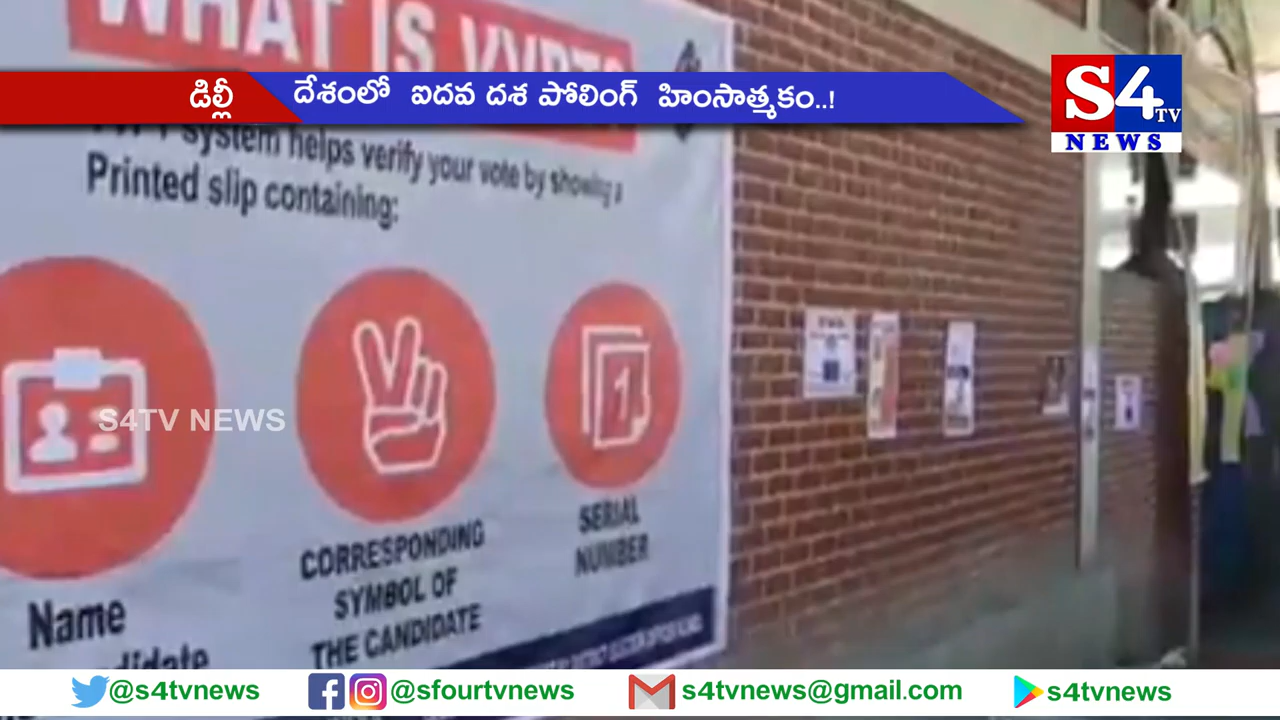 WHAT IS VVPT?
డిల్లీ దేశంలో ఐదవ దశ పోలింగ్ హింసాత్మకం..!
S4 TV
NEWS
system helps verify your vote by showing a
Printed slip containing:
S4TV NEWS
CORRESPONDING
SYMBOL OF
THE CANDIDATE
SERIAL
NUMBER
Name
@s4tvnews @sfourtvnews s4tvnews@gmail.com s4tvnews